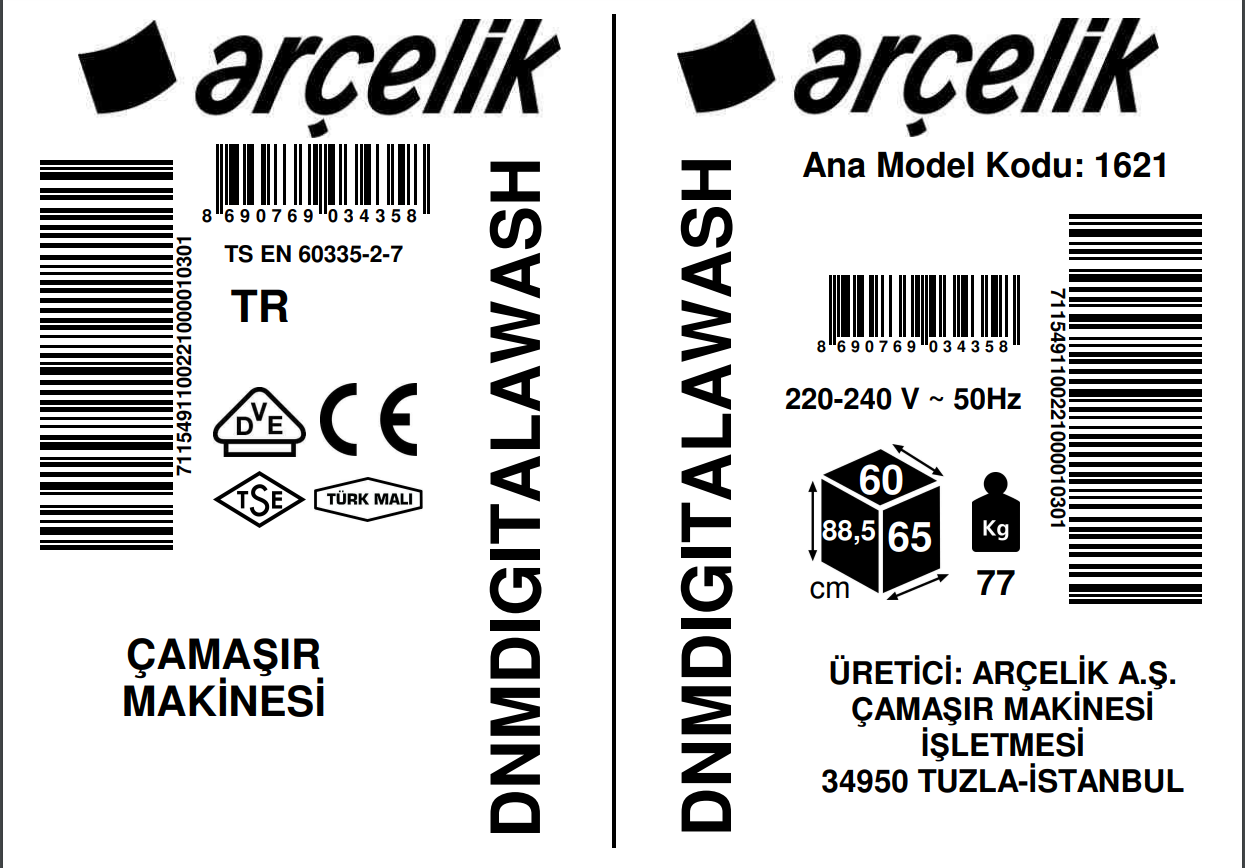 arçelik
8 690769 034358
7115491100221000010301
TS EN 60335-2-7
TR
DVE
CE
TSE
TÜRK MALI
ÇAMAŞIR
MAKİNESİ
DNMDIGITALAWASH
arçelik
Ana Model Kodu: 1621
DNMDIGITALAWASH
8 690769 034358
7115491100221000010301
220-240 V ~ 50Hz
60
88,5 65
cm
Kg
77
ÜRETİCİ: ARÇELİK A.Ş.
ÇAMAŞIR MAKİNESİ
İŞLETMESİ
34950 TUZLA-İSTANBUL